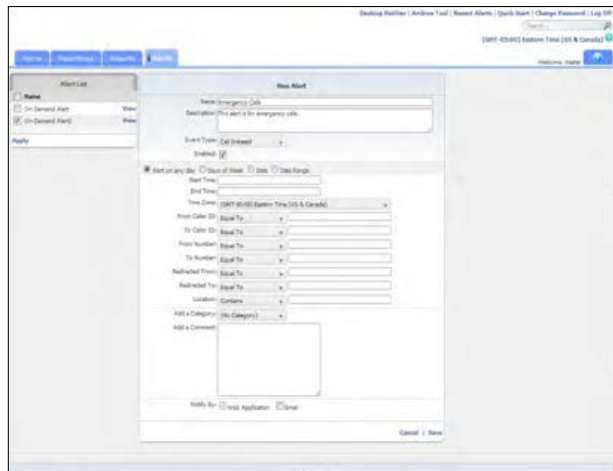 Desktop Notifier | Archive Tool | Recent Alerts | Quick Start | Change Password | Log Off
Search...
(GMT -05:00) Eastern Time (US & Canada)
Home
Recordings
Reports
Alerts
Welcome,
Alert List
Name
On Demand Alert
View
On Demand Alert2
View
Apply
New Alert
Name: Emergency Calls
Description: This alert is for emergency calls.
Event Type: Call Initiated
Enabled:
Alert on any day
Days of Week
Date
Date Range
Start Time:
End Time:
Time Zone: (GMT -05:00) Eastern Time (US & Canada)
From Caller ID: Equal To
To Caller ID: Equal To
From Number: Equal To
To Number: Equal To
Redirected From: Equal To
Redirected To: Equal To
Location: Contains
Add a Category: (No Category)
Add a Comment:
Notify By: Web Application Email
Cancel | Save